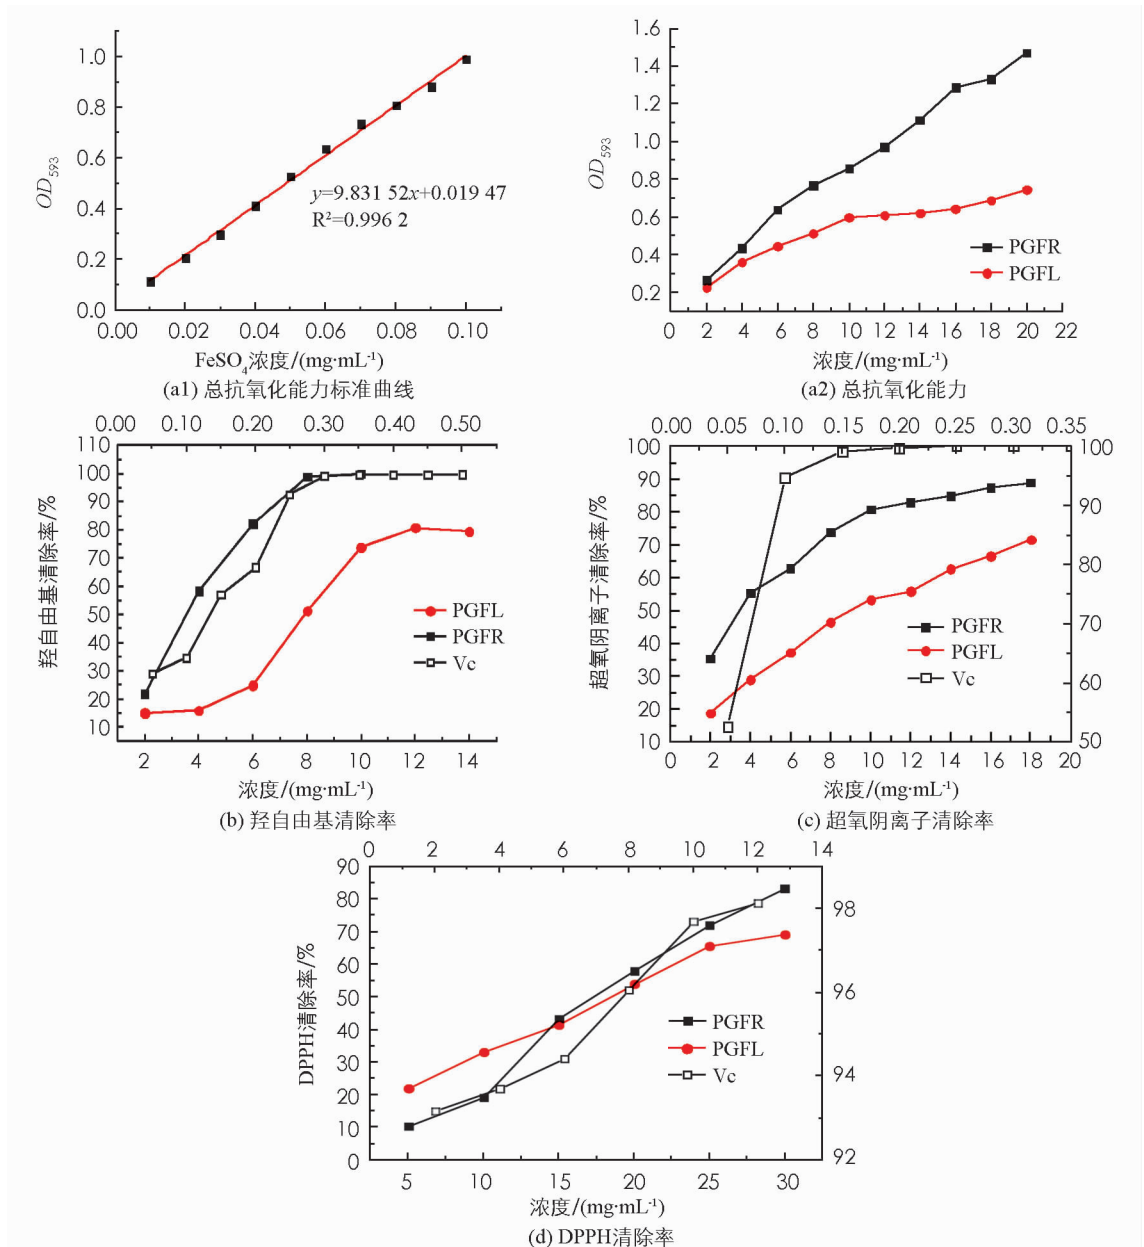 1.0
0.8
0.6
0.4
0.2
0.0
OD593
y=9.831 52x+0.019 47
R²=0.996 2
0.00 0.02 0.04 0.06 0.08 0.10
FeSO4浓度/(mg·mL-1)
(a1) 总抗氧化能力标准曲线
1.6
1.4
1.2
1.0
0.8
0.6
0.4
0.2
OD593
PGFR
PGFL
0 2 4 6 8 10 12 14 16 18 20 22
浓度/(mg·mL-1)
(a2) 总抗氧化能力
0.00 0.10 0.20 0.30 0.40 0.50
110
100
90
80
70
60
50
40
30
20
10
羟自由基清除率/%
PGFL
PGFR
Vc
2 4 6 8 10 12 14
浓度/(mg·mL-1)
(b) 羟自由基清除率
0.00 0.05 0.10 0.15 0.20 0.25 0.30 0.35
100
90
80
70
60
50
40
30
20
10
超氧阴离子清除率/%
100
90
80
70
60
50
PGFR
PGFL
Vc
0 2 4 6 8 10 12 14 16 18 20
浓度/(mg·mL-1)
(c) 超氧阴离子清除率
0 2 4 6 8 10 12 14
90
80
70
60
50
40
30
20
10
0
DPPH清除率/%
98
96
94
92
PGFR
PGFL
Vc
5 10 15 20 25 30
浓度/(mg·mL-1)
(d) DPPH清除率